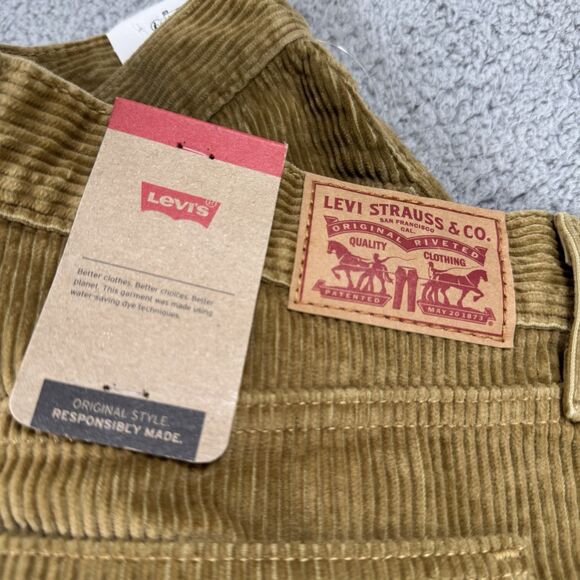 Levi's®
Better clothes. Better choices. Better
planet. This garment was made using
water-saving dye techniques.
ORIGINAL STYLE.
RESPONSIBLY MADE.
LEVI STRAUSS & CO.
SAN FRANCISCO
CAL.
ORIGINAL RIVETED
QUALITY CLOTHING
PATENTED MAY 20 1873